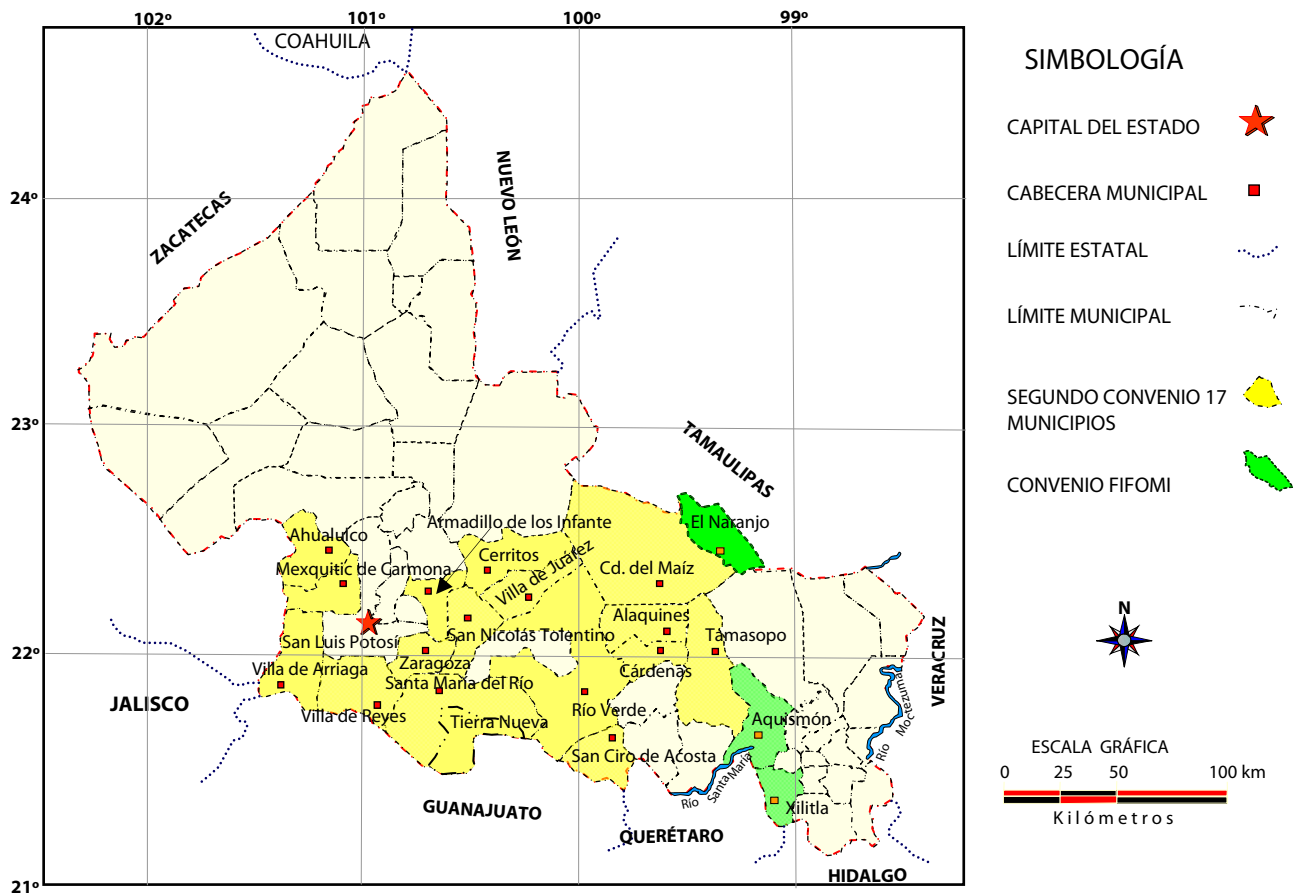 102º 101º 100º 99º
COAHUILA
24º
23º
22º
21º
ZACATECAS
NUEVO LEÓN
TAMAULIPAS
VERACRUZ
JALISCO
GUANAJUATO
QUERÉTARO
HIDALGO
Armadillo de los Infante
El Naranjo
Ahualulco
Cerritos
Villa de Juárez
Mexquitic de Carmona
Cd. del Maíz
Alaquines
San Luis Potosí
San Nicolás Tolentino
Tamasopo
Zaragoza
Villa de Arriaga
Cárdenas
Santa María del Río
Villa de Reyes
Tierra Nueva
Río Verde
Aquismón
San Ciro de Acosta
Xilitla
Río Santa María
Río Moctezuma
SIMBOLOGÍA
CAPITAL DEL ESTADO
CABECERA MUNICIPAL
LÍMITE ESTATAL
LÍMITE MUNICIPAL
SEGUNDO CONVENIO 17
MUNICIPIOS
CONVENIO FIFOMI
N
ESCALA GRÁFICA
0 25 50 100 km
Kilómetros